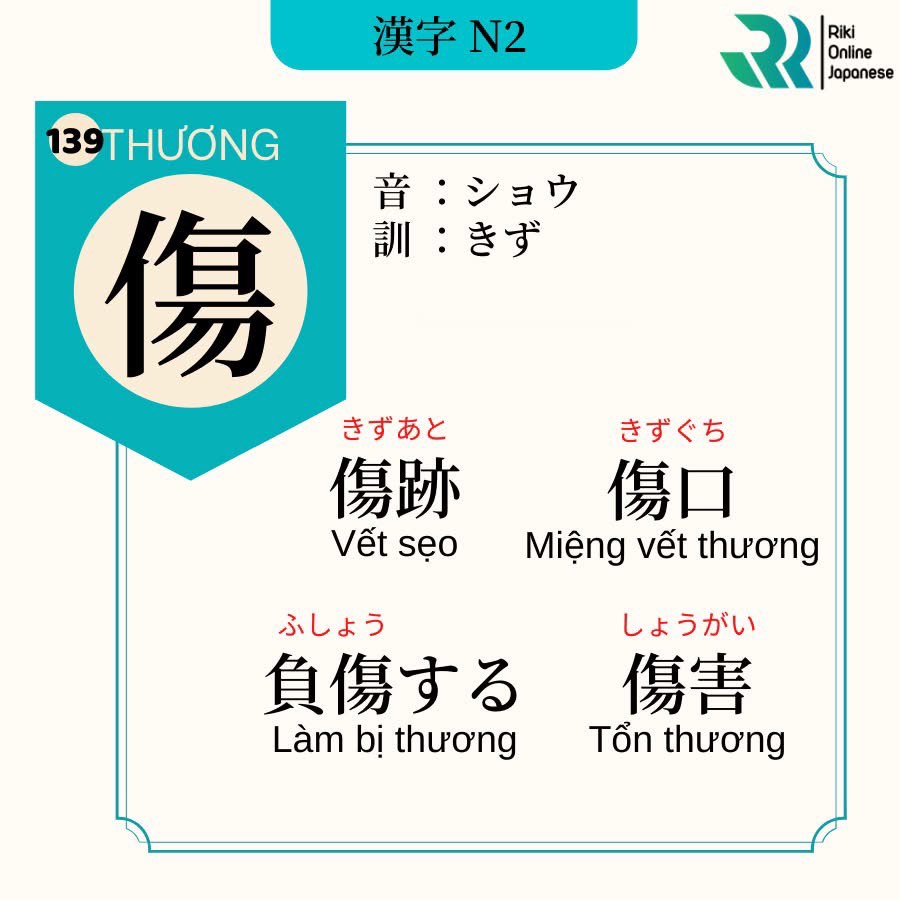 漢字 N2
Riki
Online
Japanese
139 THƯƠNG
傷
音 ：ショウ
訓 ：きず
きずあと
傷跡
Vết sẹo
きずぐち
傷口
Miệng vết thương
ふしょう
負傷する
Làm bị thương
しょうがい
傷害
Tổn thương